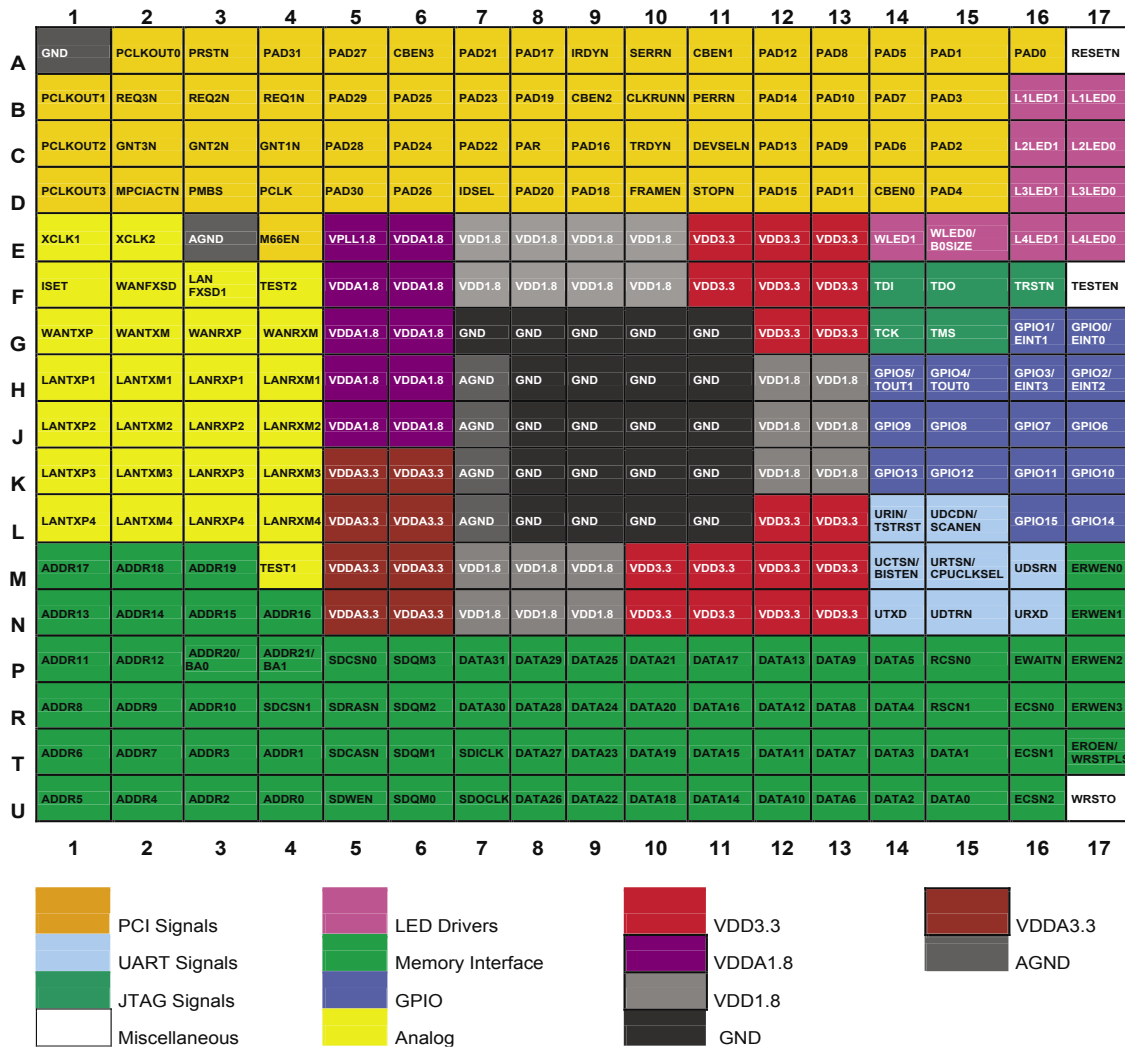 1 2 3 4 5 6 7 8 9 10 11 12 13 14 15 16 17
A GND PCLKOUT0 PRSTN PAD31 PAD27 CBEN3 PAD21 PAD17 IRDYN SERRN CBEN1 PAD12 PAD8 PAD5 PAD1 PAD0 RESETN
B PCLKOUT1 REQ3N REQ2N REQ1N PAD29 PAD25 PAD23 PAD19 CBEN2 CLKRUNN PERRN PAD14 PAD10 PAD7 PAD3 L1LED1 L1LED0
C PCLKOUT2 GNT3N GNT2N GNT1N PAD28 PAD24 PAD22 PAR PAD16 TRDYN DEVSELN PAD13 PAD9 PAD6 PAD2 L2LED1 L2LED0
D PCLKOUT3 MPCIACTN PMBS PCLK PAD30 PAD26 IDSEL PAD20 PAD18 FRAMEN STOPN PAD15 PAD11 CBEN0 PAD4 L3LED1 L3LED0
E XCLK1 XCLK2 AGND M66EN VPLL1.8 VDDA1.8 VDD1.8 VDD1.8 VDD1.8 VDD1.8 VDD3.3 VDD3.3 VDD3.3 WLED1 WLED0/ B0SIZE L4LED1 L4LED0
F ISET WANFXSD LAN FXSD1 TEST2 VDDA1.8 VDDA1.8 VDD1.8 VDD1.8 VDD1.8 VDD1.8 VDD3.3 VDD3.3 VDD3.3 TDI TDO TRSTN TESTEN
G WANTXP WANTXM WANRXP WANRXM VDDA1.8 VDDA1.8 GND GND GND GND GND VDD3.3 VDD3.3 TCK TMS GPIO1/ EINT1 GPIO0/ EINT0
H LANTXP1 LANTXM1 LANRXP1 LANRXM1 VDDA1.8 VDDA1.8 AGND GND GND GND GND VDD1.8 VDD1.8 GPIO5/ TOUT1 GPIO4/ TOUT0 GPIO3/ EINT3 GPIO2/ EINT2
J LANTXP2 LANTXM2 LANRXP2 LANRXM2 VDDA1.8 VDDA1.8 AGND GND GND GND GND VDD1.8 VDD1.8 GPIO9 GPIO8 GPIO7 GPIO6
K LANTXP3 LANTXM3 LANRXP3 LANRXM3 VDDA3.3 VDDA3.3 AGND GND GND GND GND VDD1.8 VDD1.8 GPIO13 GPIO12 GPIO11 GPIO10
L LANTXP4 LANTXM4 LANRXP4 LANRXM4 VDDA3.3 VDDA3.3 AGND GND GND GND GND VDD3.3 VDD3.3 URIN/ TSTRST UDCDN/ SCANEN GPIO15 GPIO14
M ADDR17 ADDR18 ADDR19 TEST1 VDDA3.3 VDDA3.3 VDD1.8 VDD1.8 VDD1.8 VDD3.3 VDD3.3 VDD3.3 VDD3.3 UCTSN/ BISTEN URTSN/ CPUCLKSEL UDSRN ERWEN0
N ADDR13 ADDR14 ADDR15 ADDR16 VDDA3.3 VDDA3.3 VDD1.8 VDD1.8 VDD1.8 VDD3.3 VDD3.3 VDD3.3 VDD3.3 UTXD UDTRN URXD ERWEN1
P ADDR11 ADDR12 ADDR20/ BA0 ADDR21/ BA1 SDCSN0 SDQM3 DATA31 DATA29 DATA25 DATA21 DATA17 DATA13 DATA9 DATA5 RCSN0 EWAITN ERWEN2
R ADDR8 ADDR9 ADDR10 SDCSN1 SDRASN SDQM2 DATA30 DATA28 DATA24 DATA20 DATA16 DATA12 DATA8 DATA4 RSCN1 ECSN0 ERWEN3
T ADDR6 ADDR7 ADDR3 ADDR1 SDCASN SDQM1 SDICLK DATA27 DATA23 DATA19 DATA15 DATA11 DATA7 DATA3 DATA1 ECSN1 EROEN/ WRSTPLS
U ADDR5 ADDR4 ADDR2 ADDR0 SDWEN SDQM0 SDOCLK DATA26 DATA22 DATA18 DATA14 DATA10 DATA6 DATA2 DATA0 ECSN2 WRSTO
1 2 3 4 5 6 7 8 9 10 11 12 13 14 15 16 17
PCI Signals LED Drivers VDD3.3 VDDA3.3
UART Signals Memory Interface VDDA1.8 AGND
JTAG Signals GPIO VDD1.8
Miscellaneous Analog GND